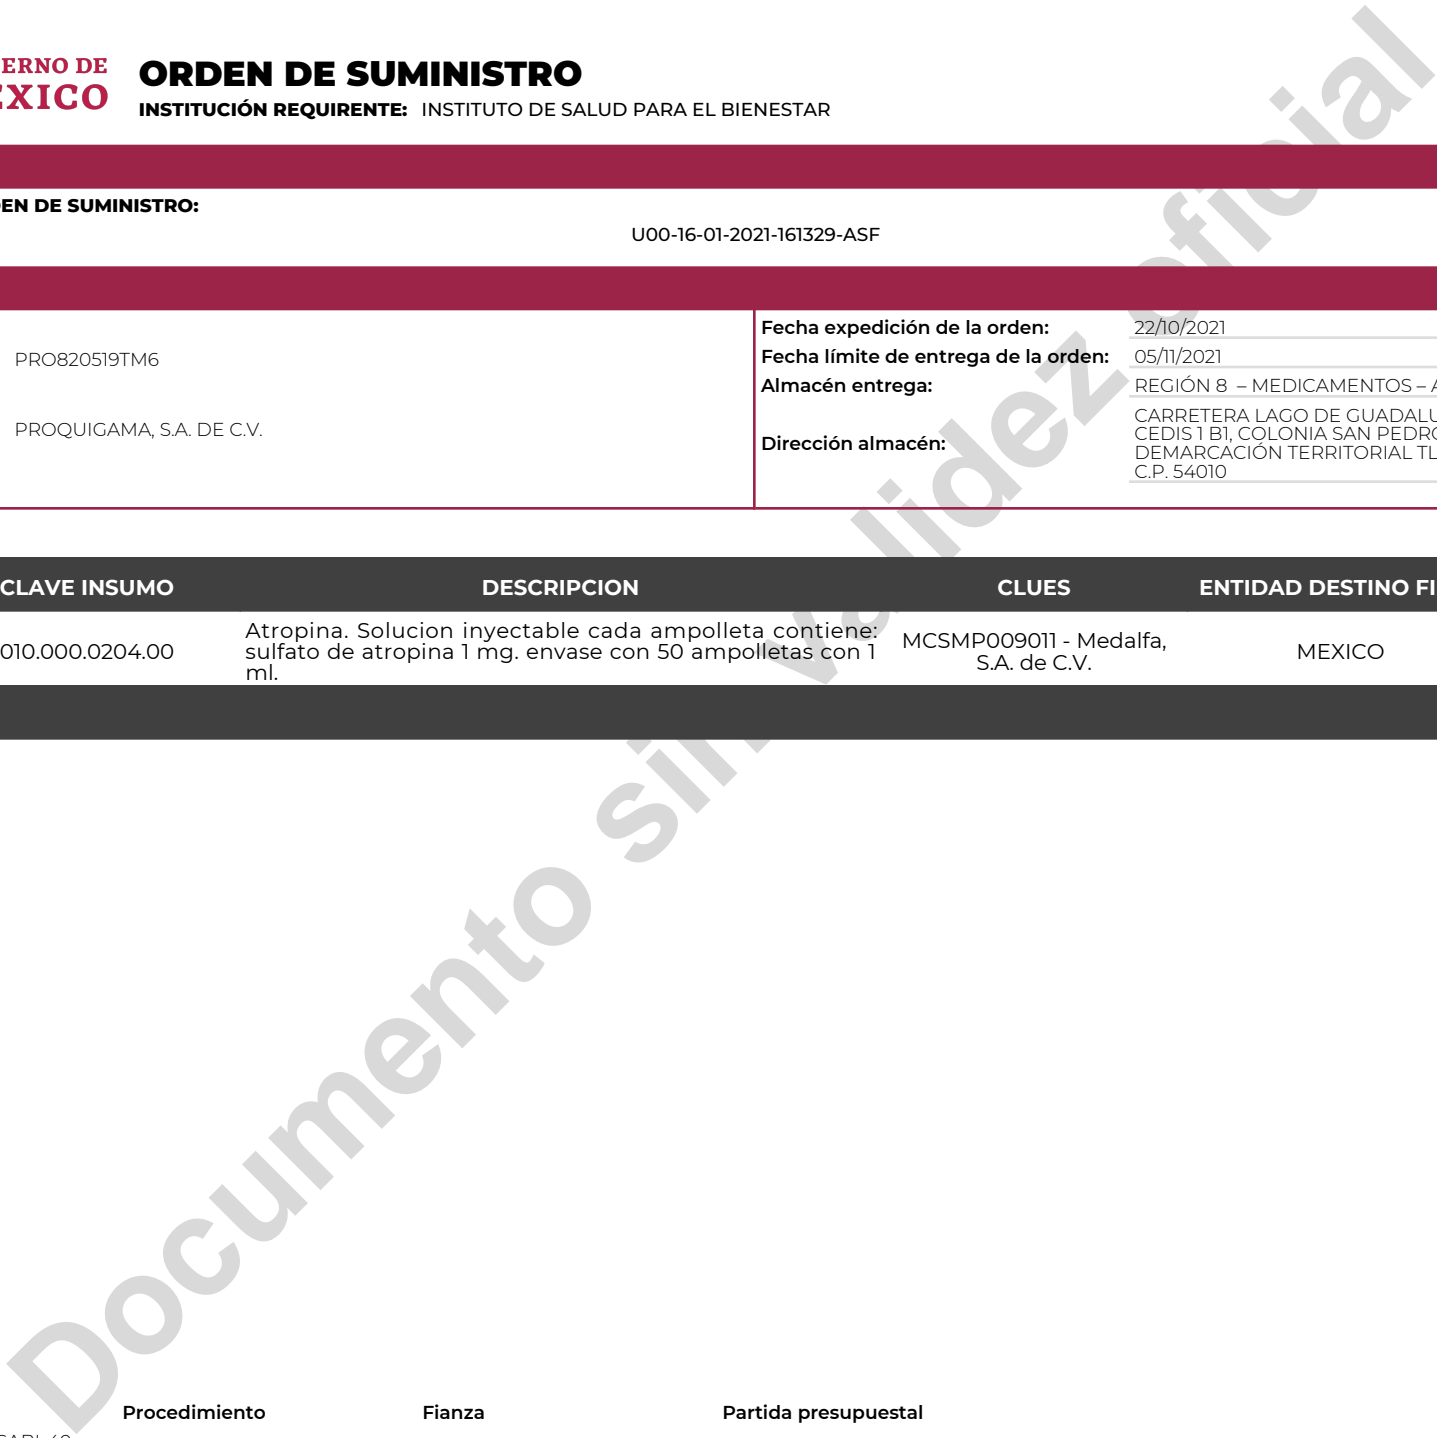 ERNO DE
EXICO
ORDEN DE SUMINISTRO
INSTITUCIÓN REQUIRENTE: INSTITUTO DE SALUD PARA EL BIENESTAR
EN DE SUMINISTRO:
U00-16-01-2021-161329-ASF
PRO820519TM6
PROQUIGAMA, S.A. DE C.V.
Fecha expedición de la orden: 22/10/2021
Fecha límite de entrega de la orden: 05/11/2021
Almacén entrega: REGIÓN 8 – MEDICAMENTOS – A
Dirección almacén: CARRETERA LAGO DE GUADALU
CEDIS 1 B1, COLONIA SAN PEDRO
DEMARCACIÓN TERRITORIAL TL
C.P. 54010
CLAVE INSUMO DESCRIPCION CLUES ENTIDAD DESTINO FI
010.000.0204.00
Atropina. Solucion inyectable cada ampolleta contiene:
sulfato de atropina 1 mg. envase con 50 ampolletas con 1
ml.
MCSMP009011 - Medalfa,
S.A. de C.V.
MEXICO
Documento sin validez oficial
Procedimiento Fianza Partida presupuestal